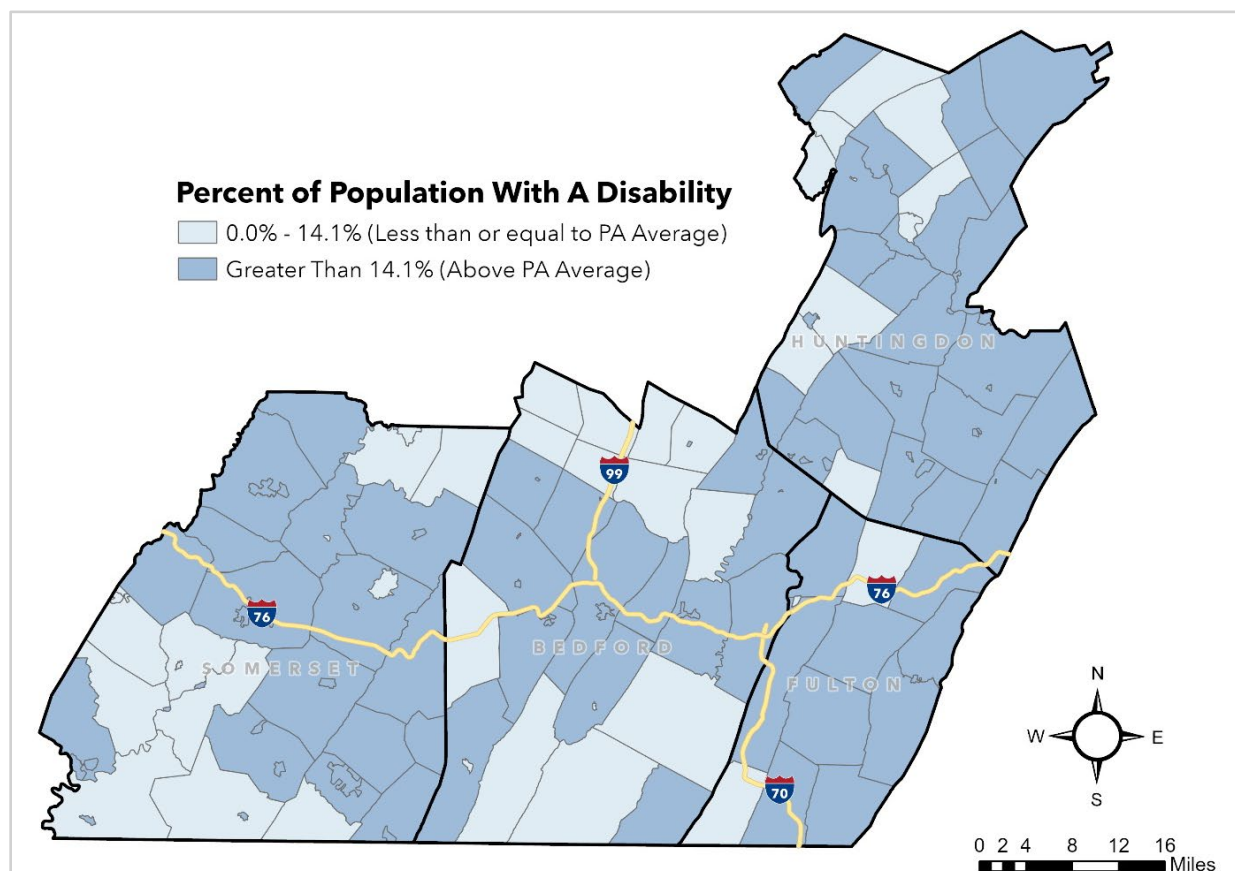 Percent of Population With A Disability
0.0% - 14.1% (Less than or equal to PA Average)
Greater Than 14.1% (Above PA Average)
HUNTINGDON
99
76
76
SOMERSET
BEDFORD
FULTON
70
N
W E
S
0 2 4 8 12 16
Miles